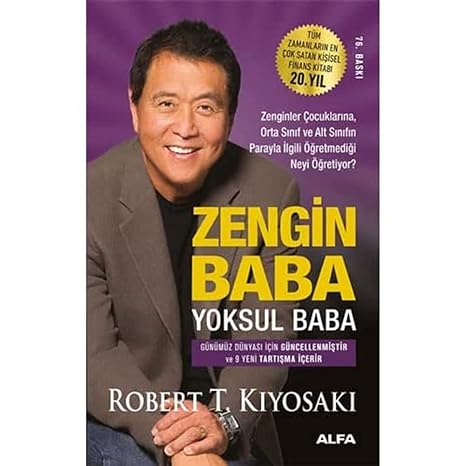 TÜM
ZAMANLARIN EN
ÇOK SATAN KİŞİSEL
FİNANS KİTABI
20. YIL
76. BASKI
Zenginler Çocuklarına,
Orta Sınıf ve Alt Sınıfın
Parayla İlgili Öğretmediği
Neyi Öğretiyor?
ZENGİN
BABA
YOKSUL BABA
GÜNÜMÜZ DÜNYASI İÇİN GÜNCELLENMİŞTİR
ve 9 YENİ TARTIŞMA İÇERİR
ROBERT T. KIYOSAKI
ALFA